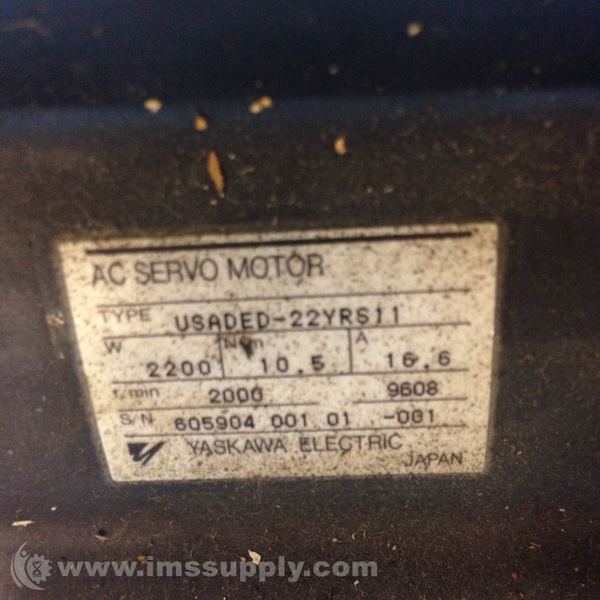 AC SERVO MOTOR
TYPE USADED-22YRS11
W 2200 N·m 10.5 A 16.6
r/min 2000 9608
S/N 605904 001 01 -001
YASKAWA ELECTRIC
JAPAN
www.imssupply.com